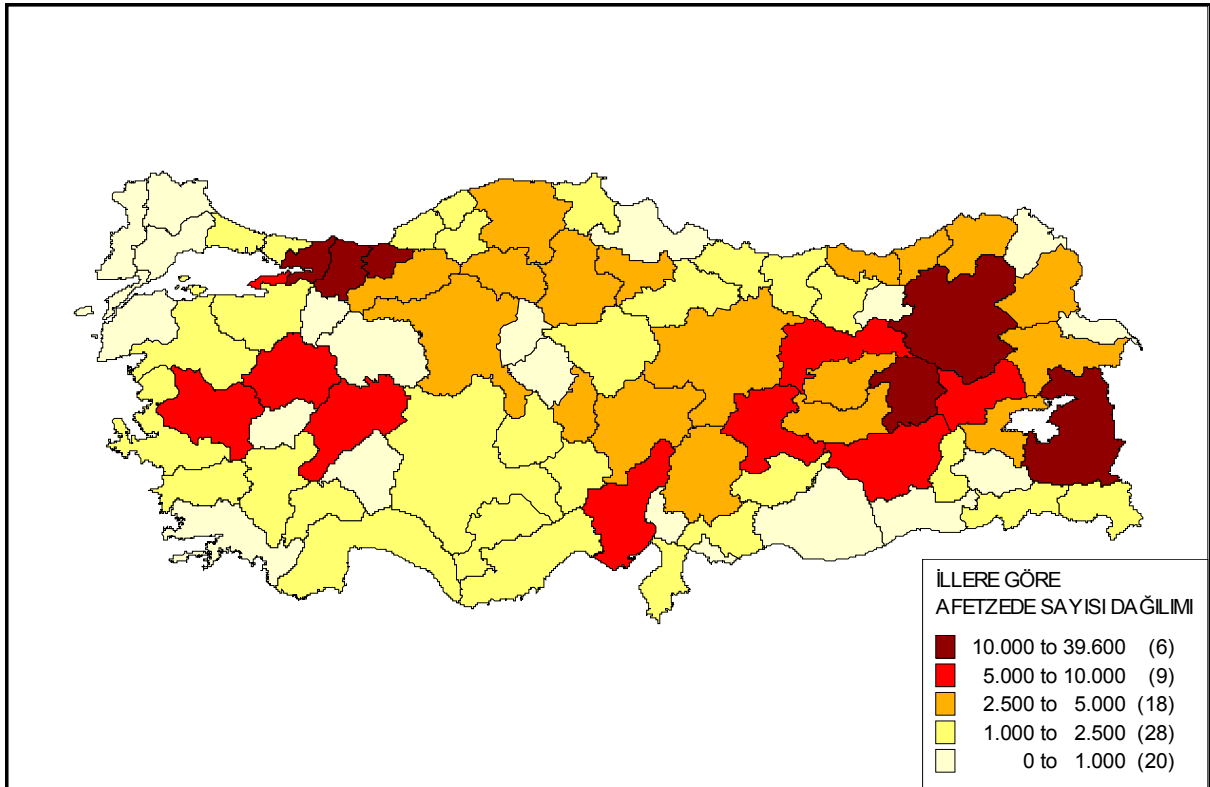 İLLERE GÖRE
AFETZEDE SAYISI DAĞILIMI
10.000 to 39.600 (6)
5.000 to 10.000 (9)
2.500 to 5.000 (18)
1.000 to 2.500 (28)
0 to 1.000 (20)